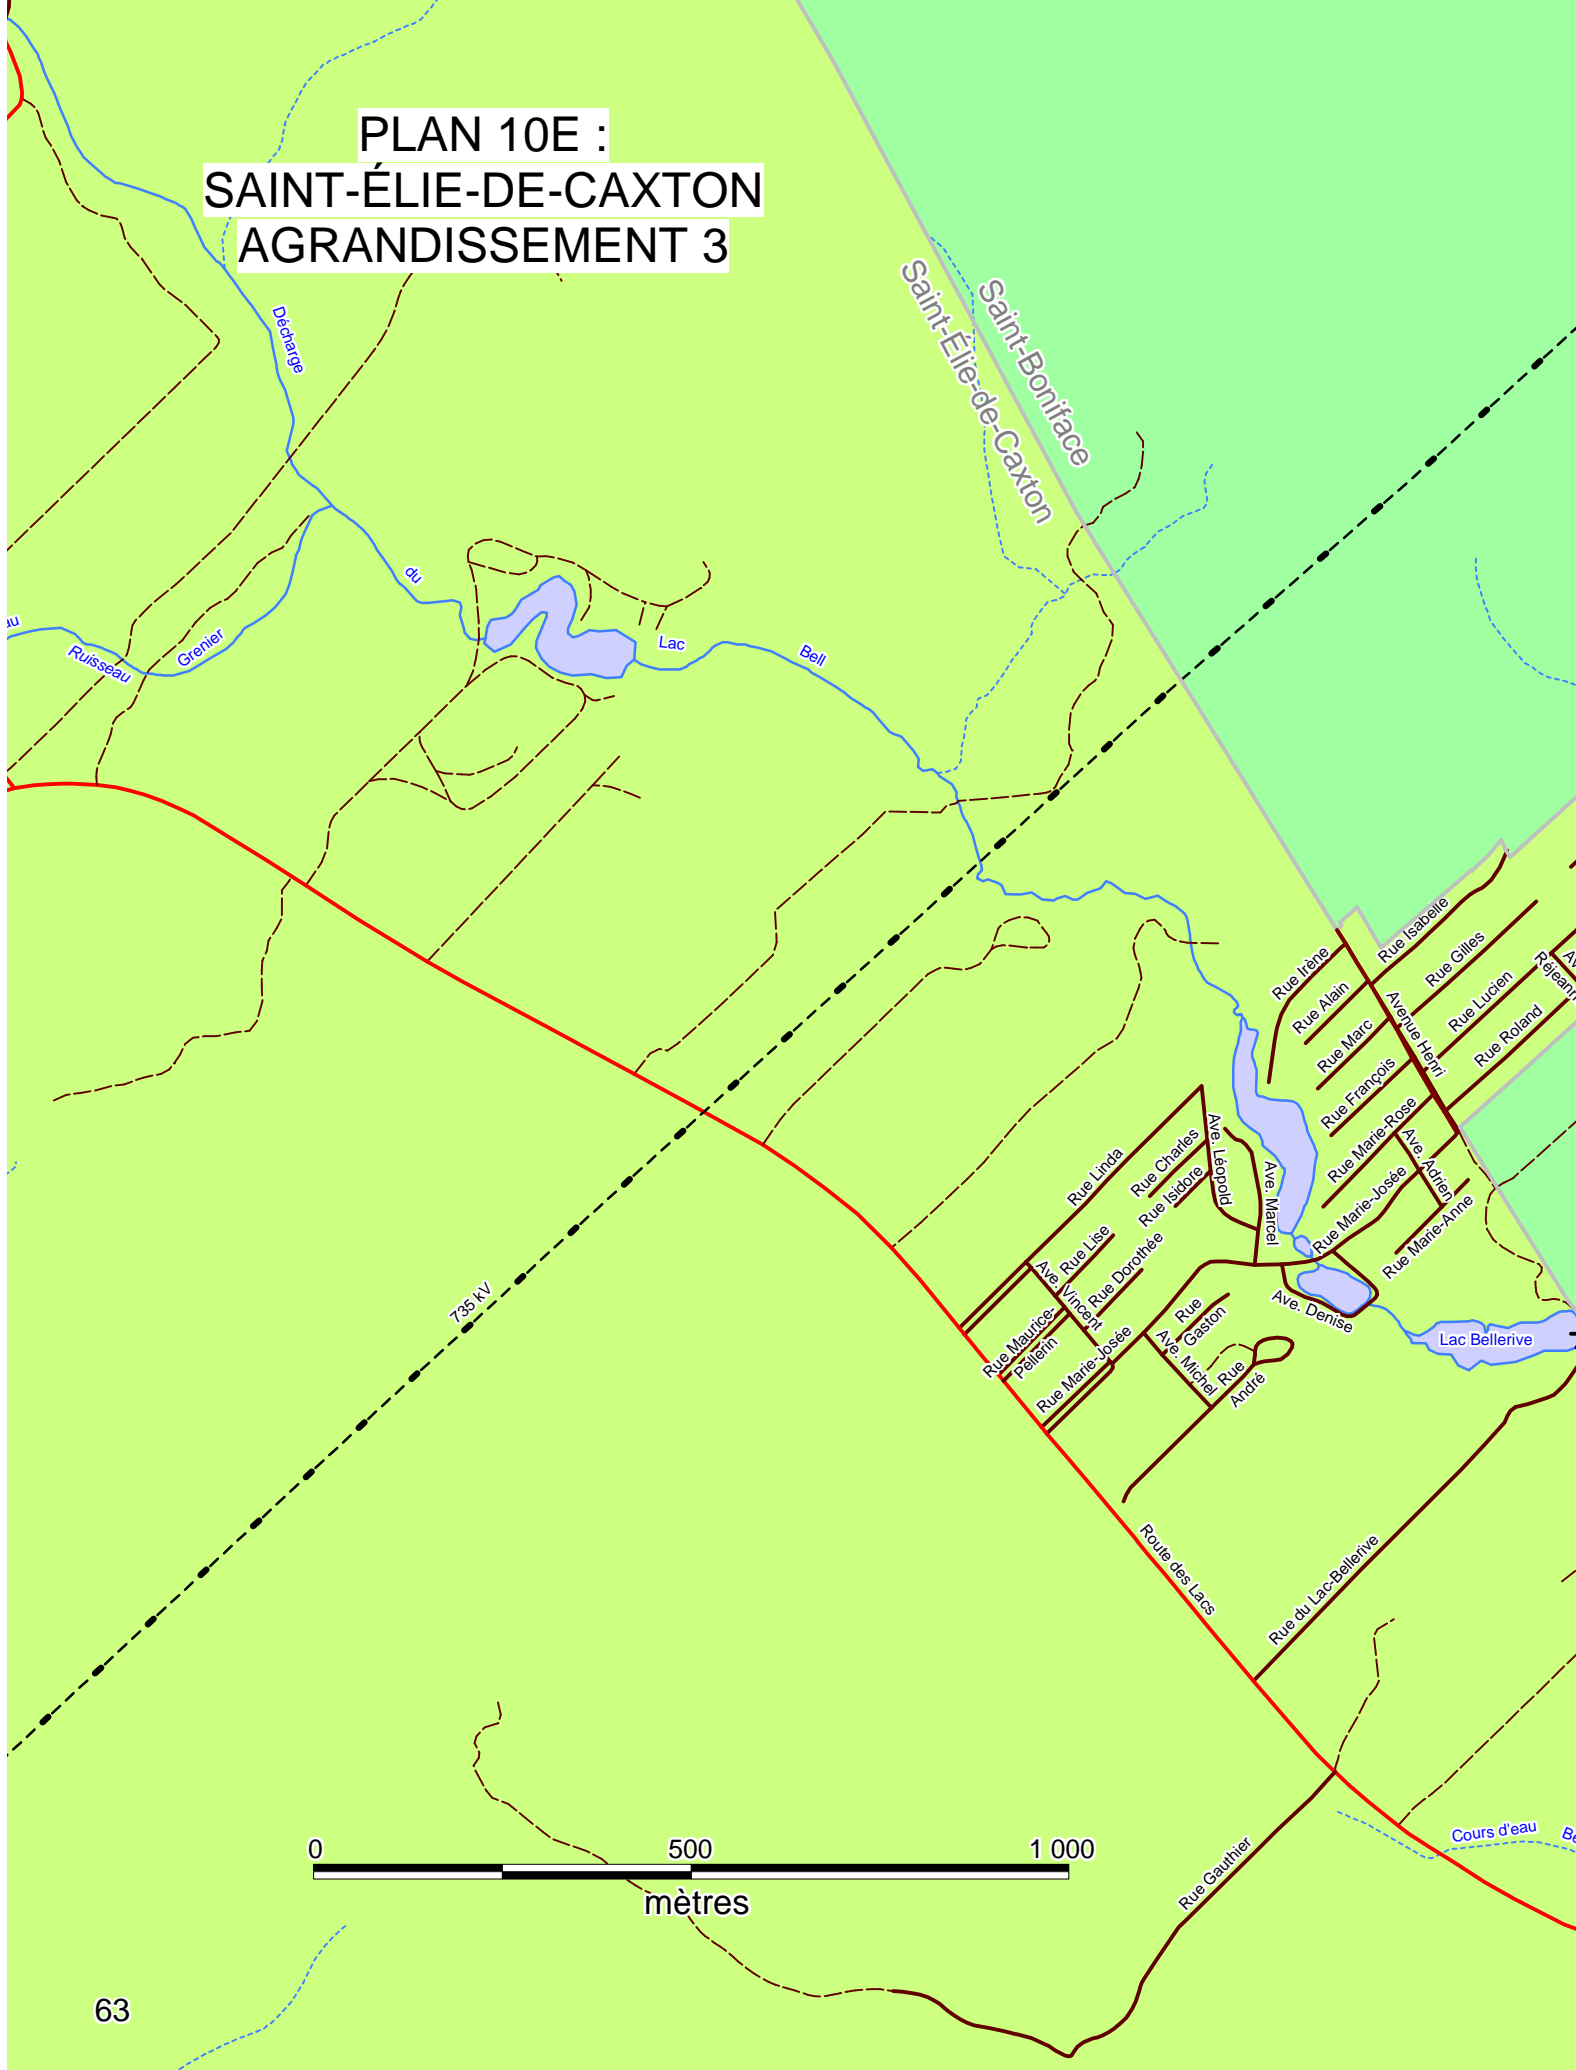 PLAN 10E :
SAINT-ÉLIE-DE-CAXTON
AGRANDISSEMENT 3
Saint-Boniface
Saint-Élie-de-Caxton
Décharge
du
Lac
Bell
Ruisseau
Grenier
au
Rue Isabelle
Rue Irène
Rue Gilles
Rue Alain
Rue Lucien
Réjeann
Av
Rue Marc
Avenue Henri
Rue Roland
Rue François
Rue Marie-Rose
Ave. Adrien
Rue Linda
Rue Charles
Ave. Léopold
Rue Isidore
Ave. Marcel
Rue Marie-Josée
Rue Marie-Anne
Rue Lise
Rue Dorothée
Ave. Vincent
Rue Maurice-
Pellerin
Rue
Gaston
Ave. Denise
Rue Marie-Josée
Ave. Michel
Rue
André
Lac Bellerive
735 kV
Route des Lacs
Rue du Lac-Bellerive
Cours d'eau
Be
Rue Gauthier
0 500 1 000
mètres
63